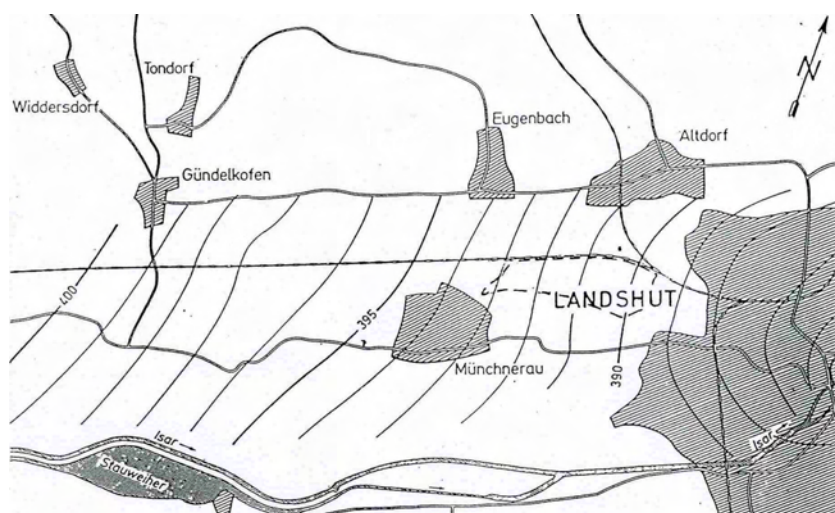 Tondorf
N
Widdersdorf
Eugenbach
Altdorf
Gündelkofen
400
395
LANDSHUT
Münchnerau
390
Isar
Isar
Stauweiher